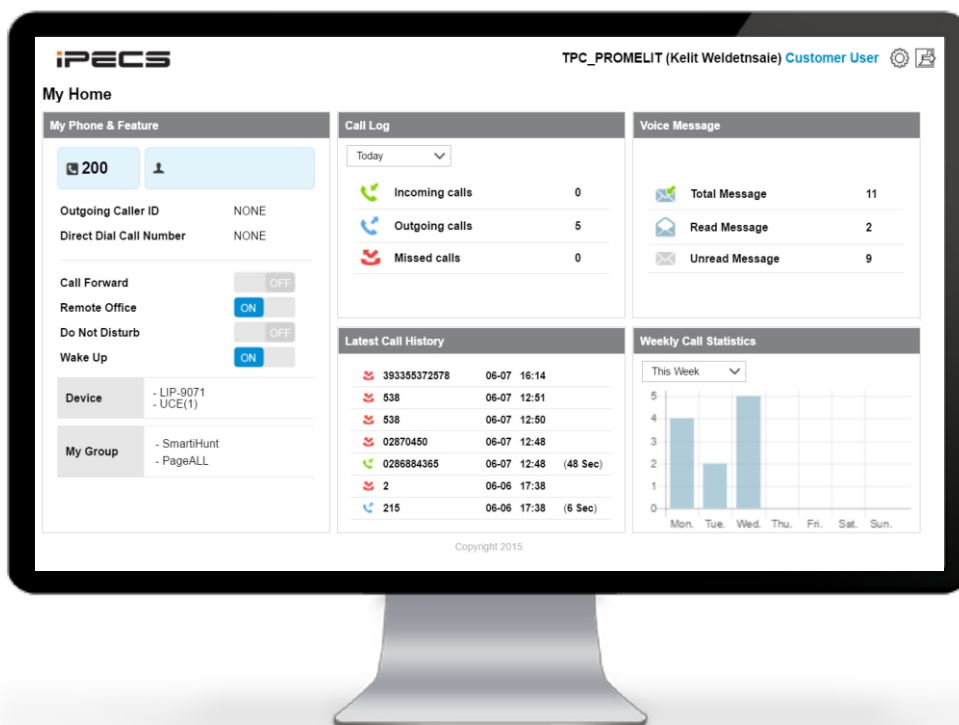 iPECS
TPC_PROMELIT (Kelit Weldetnsaie) Customer User
My Home
My Phone & Feature
200
Outgoing Caller ID NONE
Direct Dial Call Number NONE
Call Forward OFF
Remote Office ON
Do Not Disturb OFF
Wake Up ON
Device
- LIP-9071
- UCE(1)
My Group
- SmartiHunt
- PageALL
Call Log
Today
Incoming calls 0
Outgoing calls 5
Missed calls 0
Voice Message
Total Message 11
Read Message 2
Unread Message 9
Latest Call History
393355372578 06-07 16:14
538 06-07 12:51
538 06-07 12:50
02870450 06-07 12:48
0286884365 06-07 12:48 (48 Sec)
2 06-06 17:38
215 06-06 17:38 (6 Sec)
Weekly Call Statistics
This Week
5
4
3
2
1
0
Mon. Tue. Wed. Thu. Fri. Sat. Sun.
Copyright 2015